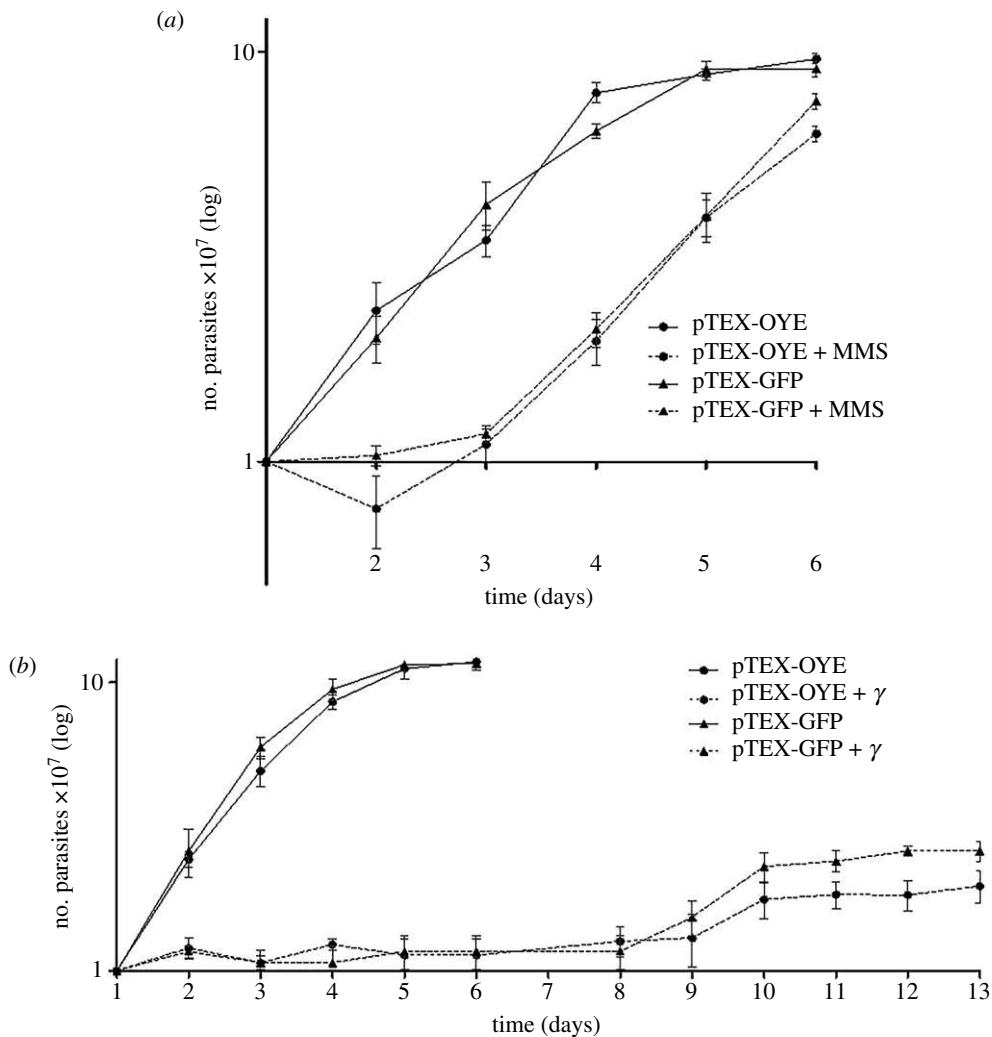 (a)
10
1
no. parasites ×10⁷ (log)
pTEX-OYE
pTEX-OYE + MMS
pTEX-GFP
pTEX-GFP + MMS
2 3 4 5 6
time (days)
(b)
10
1
no. parasites ×10⁷ (log)
pTEX-OYE
pTEX-OYE + γ
pTEX-GFP
pTEX-GFP + γ
1 2 3 4 5 6 7 8 9 10 11 12 13
time (days)